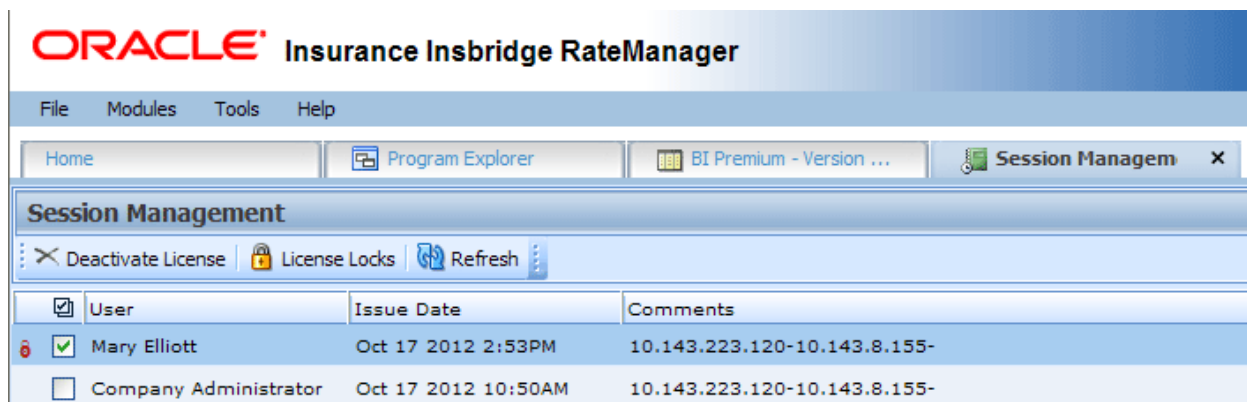 ORACLE Insurance Insbridge RateManager
File Modules Tools Help
Home Program Explorer BI Premium - Version ... Session Managem x
Session Management
Deactivate License License Locks Refresh
User Issue Date Comments
Mary Elliott Oct 17 2012 2:53PM 10.143.223.120-10.143.8.155-
Company Administrator Oct 17 2012 10:50AM 10.143.223.120-10.143.8.155-